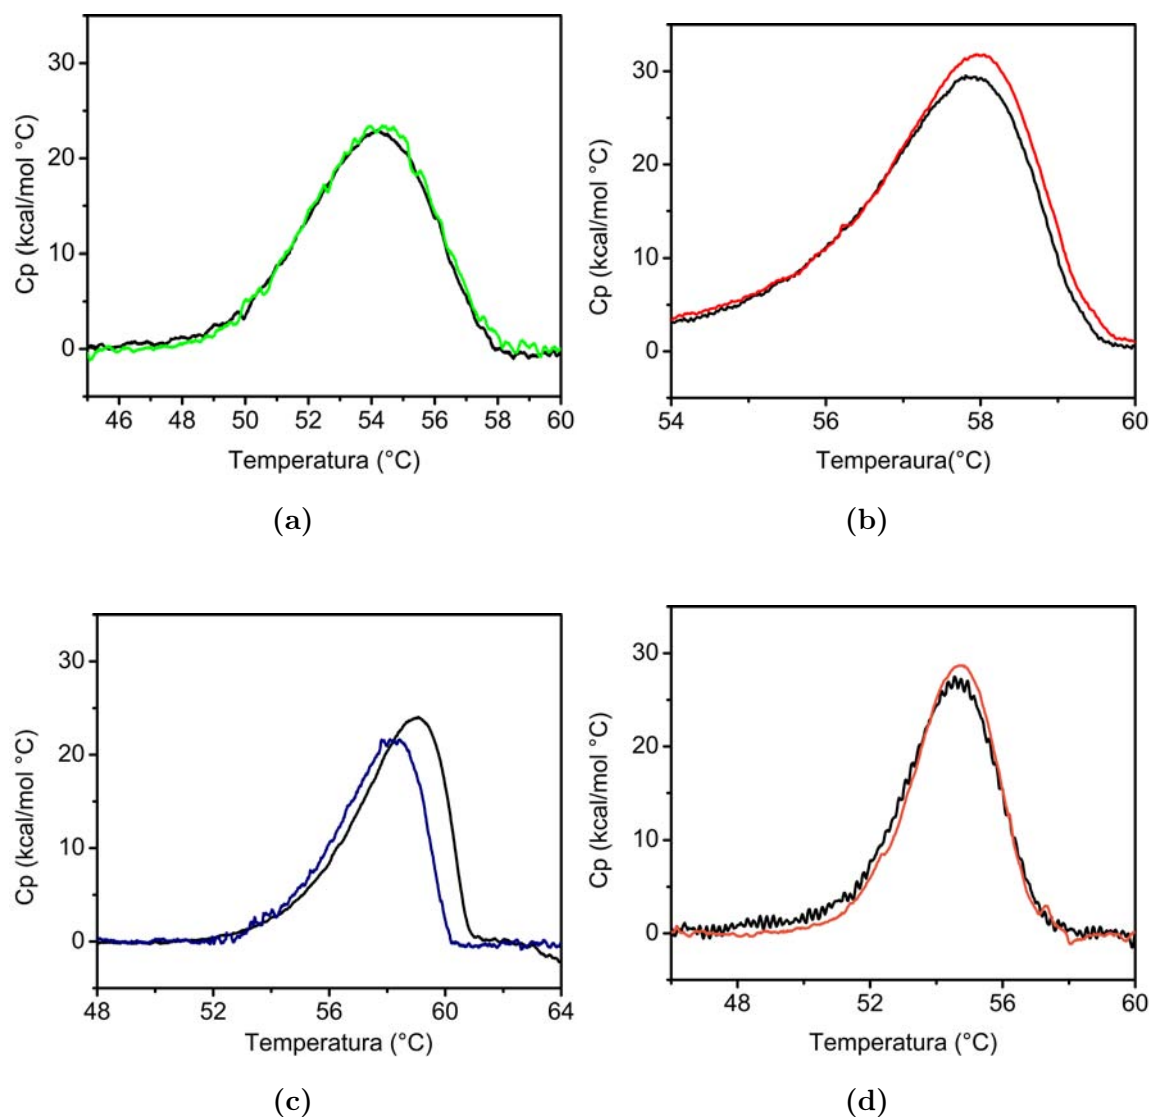 Cp (kcal/mol °C)
30
20
10
0
46 48 50 52 54 56 58 60
Temperatura (°C)
(a)
Cp (kcal/mol °C)
30
20
10
0
54 56 58 60
Temperaura(°C)
(b)
Cp (kcal/mol °C)
30
20
10
0
48 52 56 60 64
Temperatura (°C)
(c)
Cp (kcal/mol °C)
30
20
10
0
48 52 56 60
Temperatura (°C)
(d)